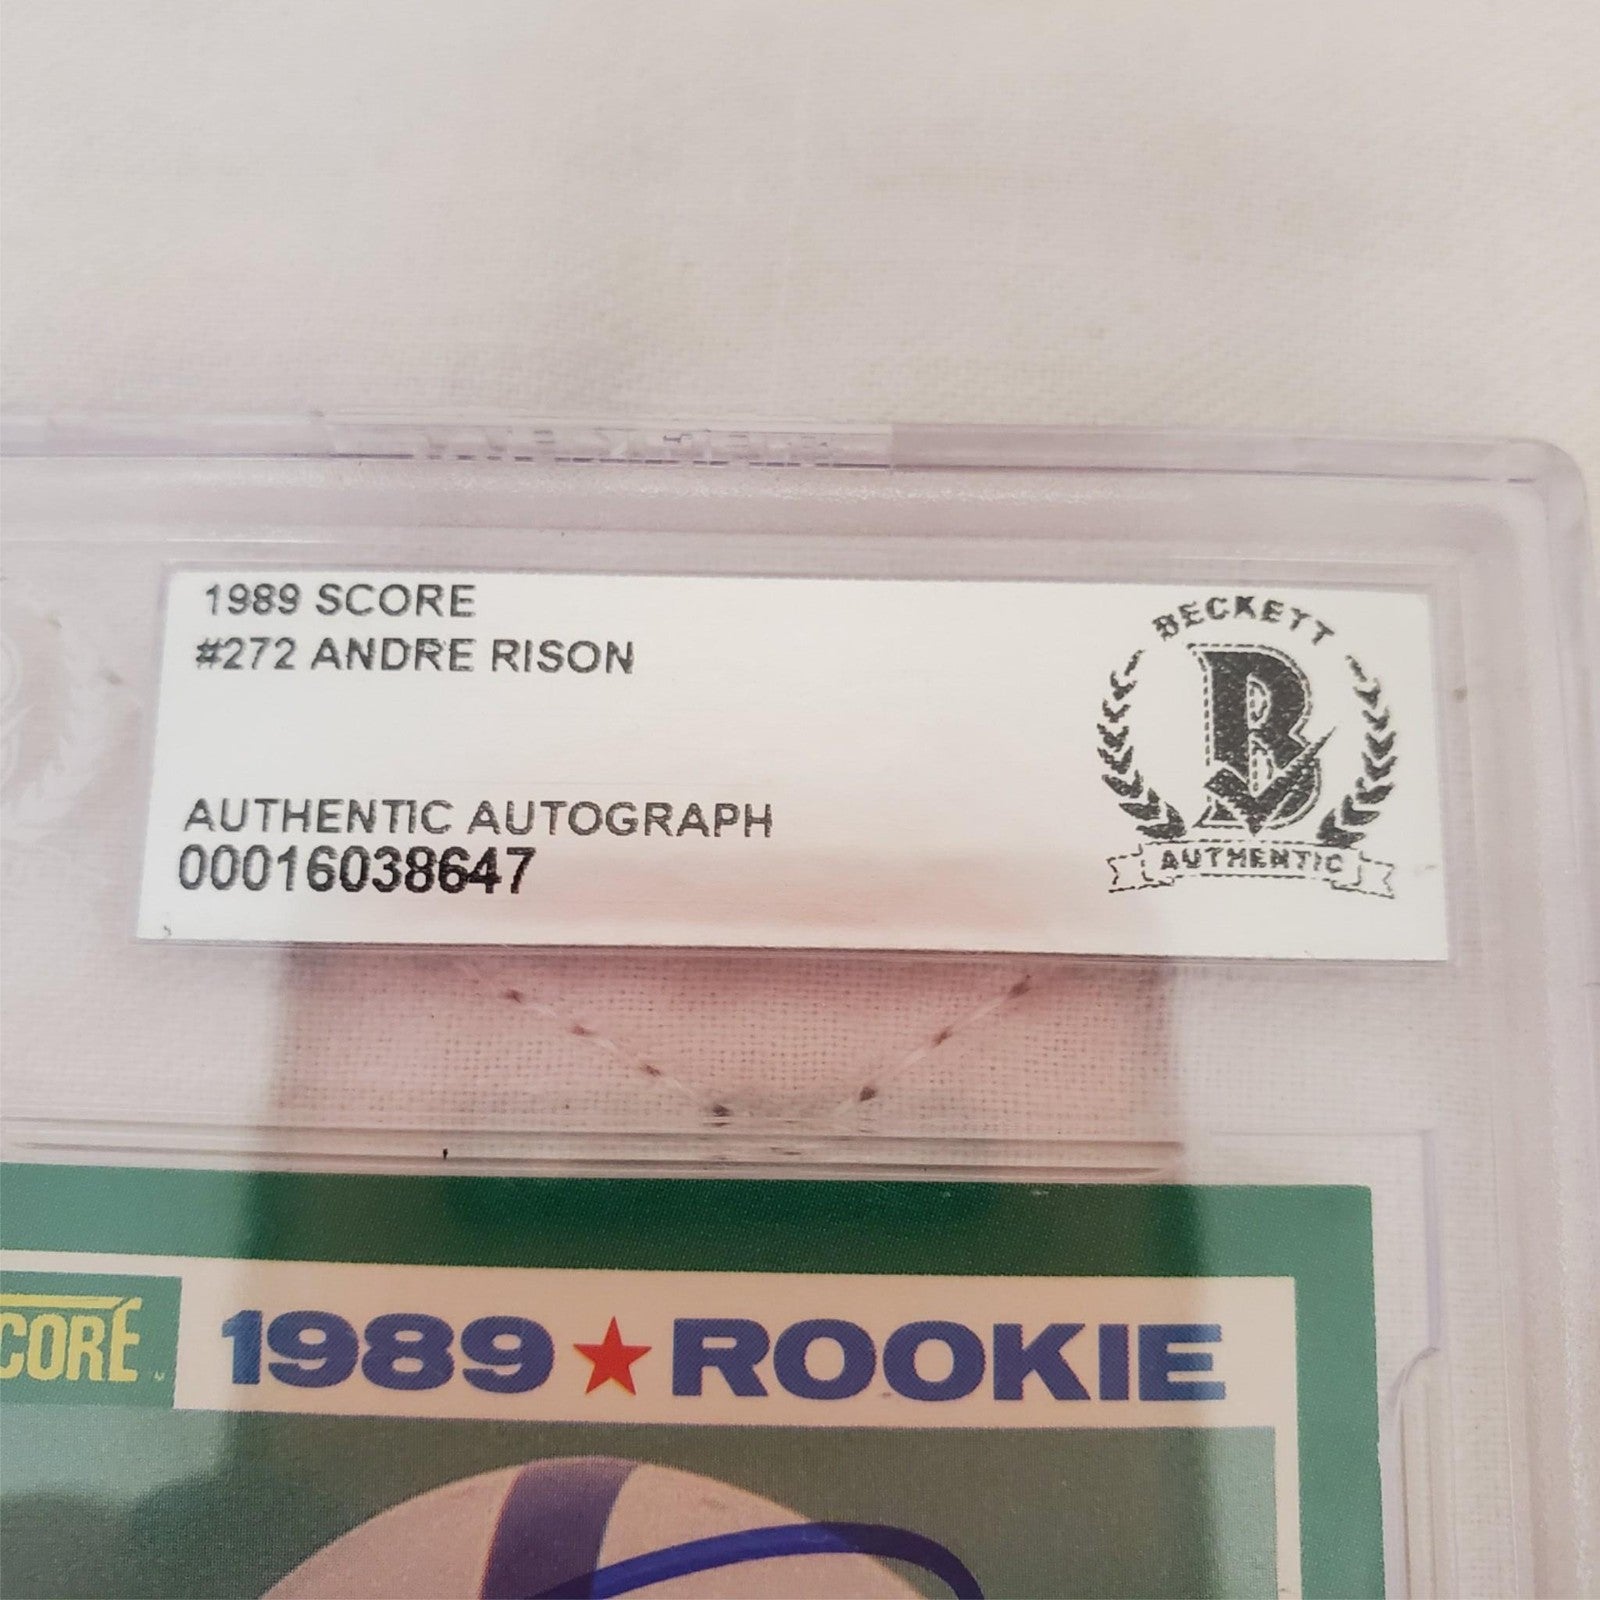 1989 SCORE
#272 ANDRE RISON
AUTHENTIC AUTOGRAPH
00016038647
BECKETT
B
AUTHENTIC
CORE
1989 ★ ROOKIE